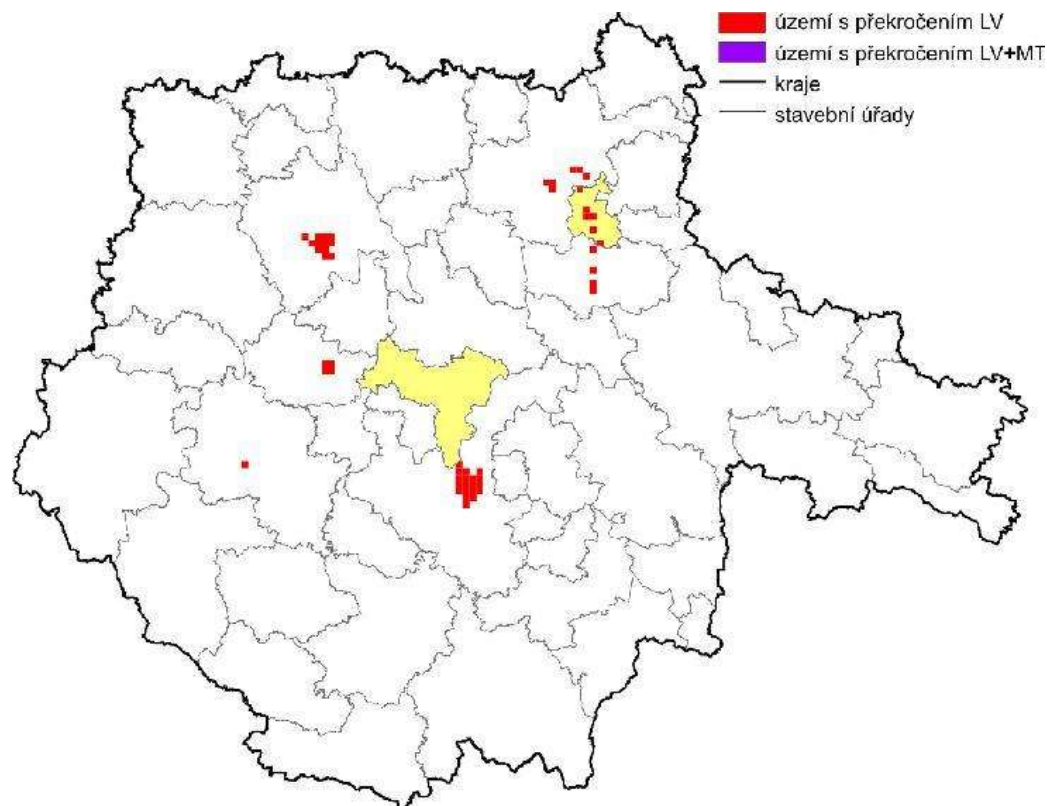 území s překročením LV
území s překročením LV+MT
kraje
stavební úřady